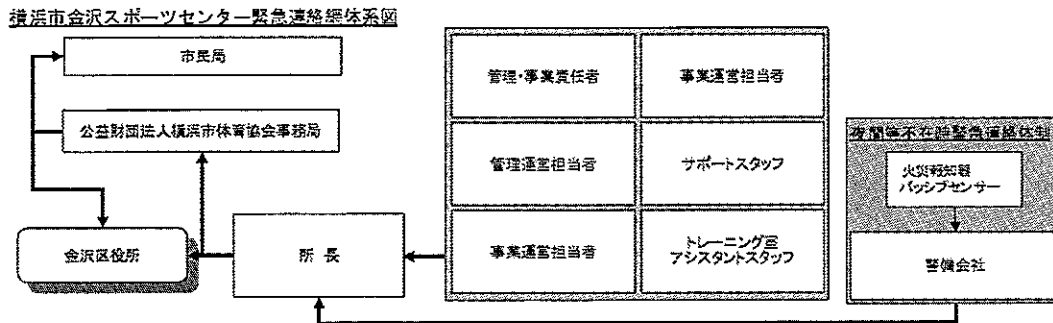 横浜市金沢スポーツセンター緊急連絡網体系図
市民局
公益財団法人横浜市体育協会事務局
金沢区役所
所 長
管理・事業責任者
事業運営担当者
管理運営担当者
サポートスタッフ
事業運営担当者
トレーニング室
アシスタントスタッフ
夜間等不在時緊急連絡体制
火災報知器
パッシブセンサー
警備会社